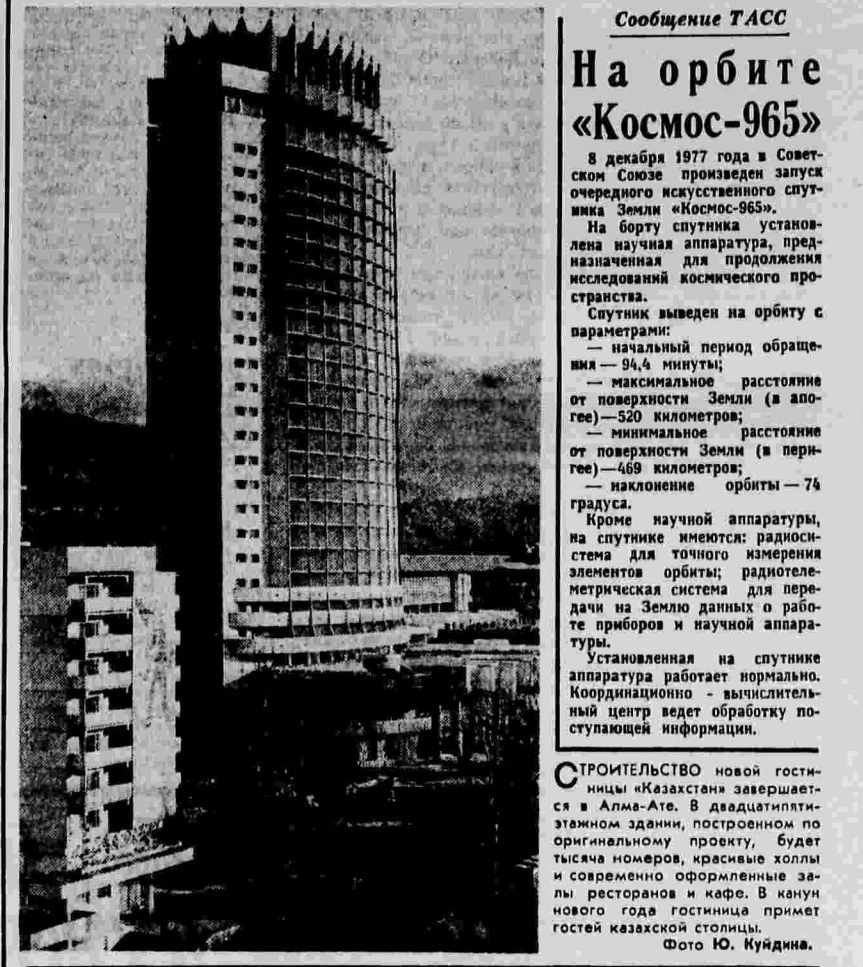 Сообщение ТАСС
На орбите
«Космос-965»
8 декабря 1977 года в Совет-
ском Союзе произведен запуск
очередного искусственного спут-
ника Земли «Космос-965».
На борту спутника установ-
лена научная аппаратура, пред-
назначенная для продолжения
исследований космического про-
странства.
Спутник выведен на орбиту с
параметрами:
— начальный период обраще-
ния — 94,4 минуты;
— максимальное расстояние
от поверхности Земли (в апо-
гее)—520 километров;
— минимальное расстояние
от поверхности Земли (в пери-
гее)—469 километров;
— наклонение орбиты — 74
градуса.
Кроме научной аппаратуры,
на спутнике имеются: радиоси-
стема для точного измерения
элементов орбиты; радиотеле-
метрическая система для пере-
дачи на Землю данных о рабо-
те приборов и научной аппара-
туры.
Установленная на спутнике
аппаратура работает нормально.
Координационно - вычислитель-
ный центр ведет обработку по-
ступающей информации.
СТРОИТЕЛЬСТВО новой гости-
ницы «Казахстан» завершает-
ся в Алма-Ате. В двадцатипяти-
этажном здании, построенном по
оригинальному проекту, будет
тысяча номеров, красивые холлы
и современно оформленные за-
лы ресторанов и кафе. В канун
нового года гостиница примет
гостей казахской столицы.
Фото Ю. Куйдина.